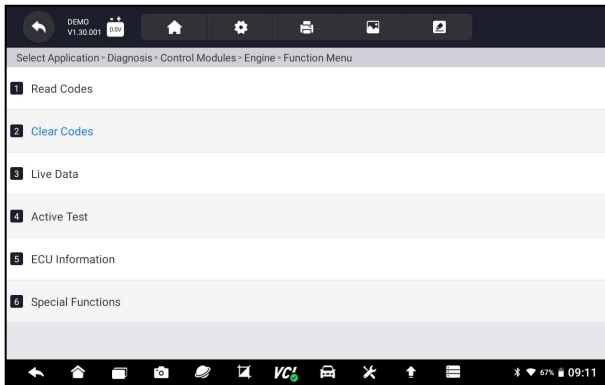 DEMO
V1.30.001
0.0V
Select Application > Diagnosis > Control Modules > Engine > Function Menu
1 Read Codes
2 Clear Codes
3 Live Data
4 Active Test
5 ECU Information
6 Special Functions
VCI 67% 09:11